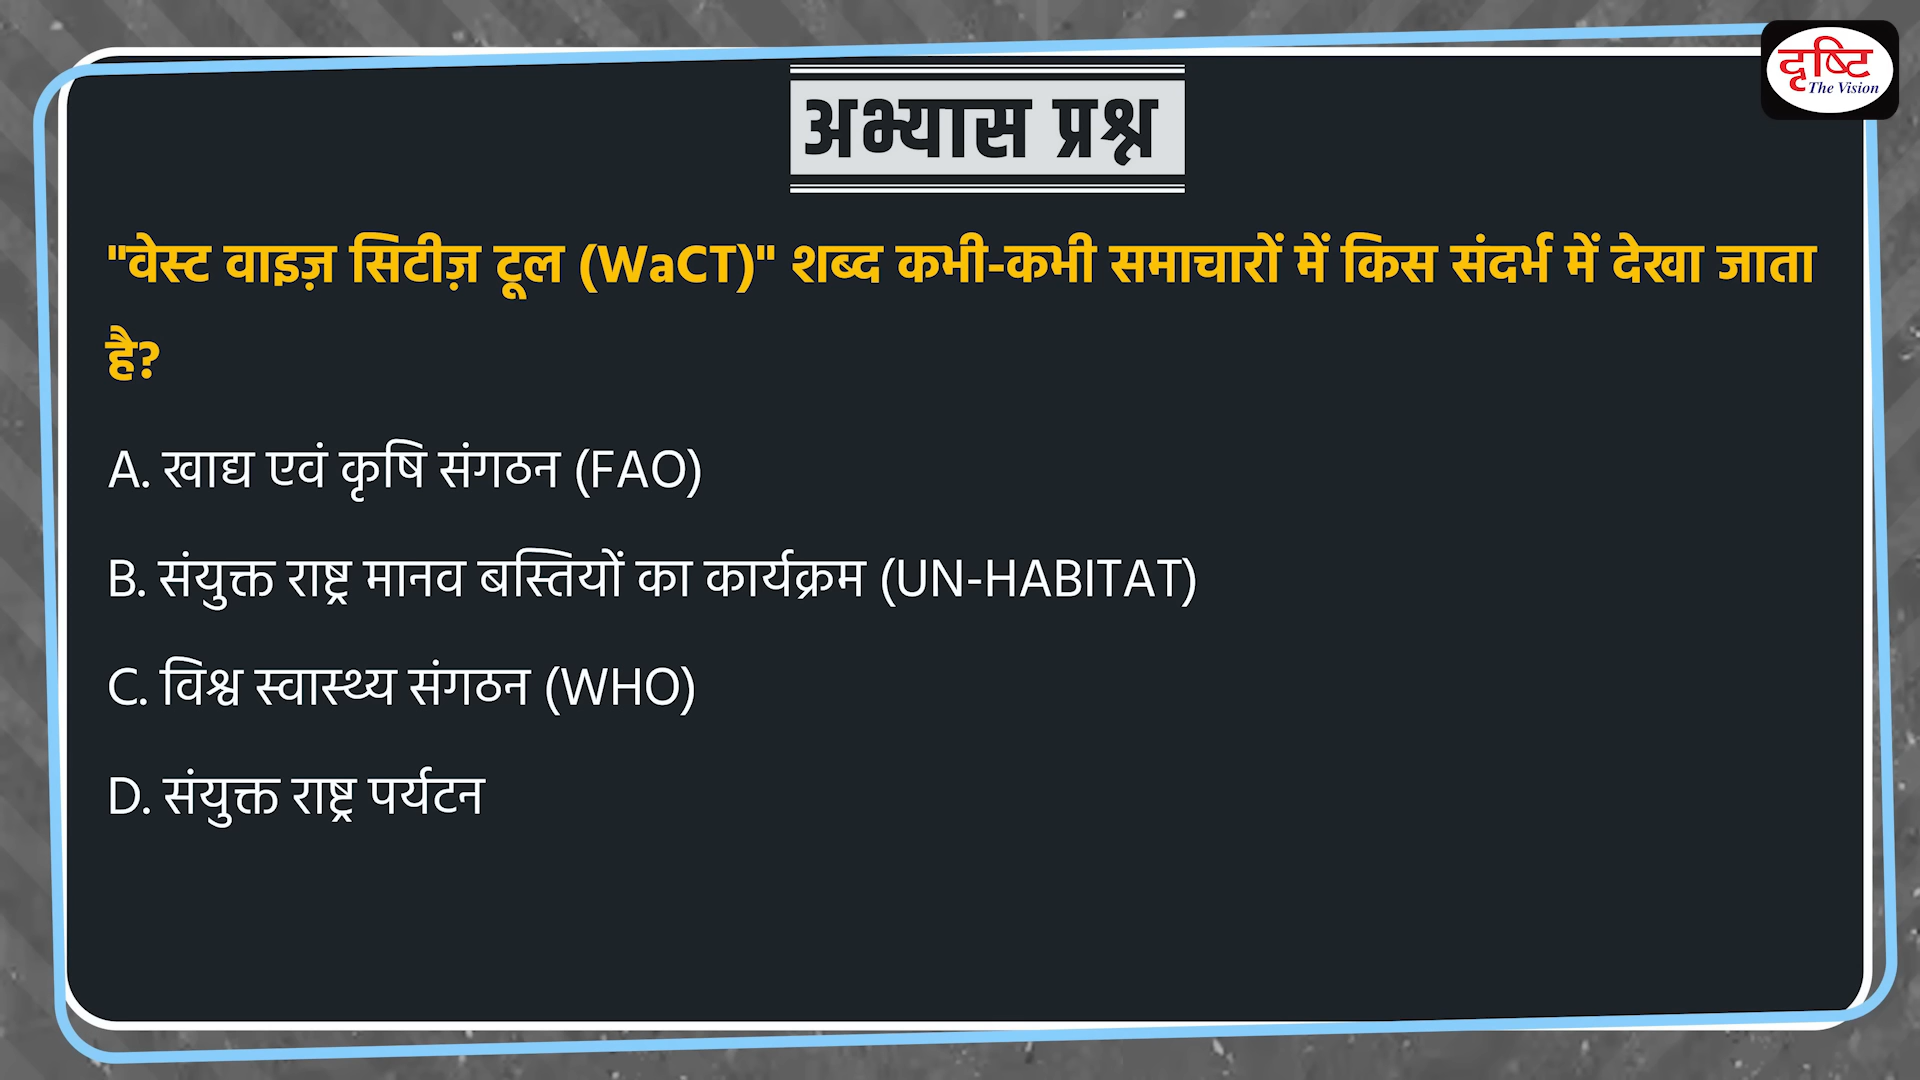 दृष्टि
The Vision
अभ्यास प्रश्न
"वेस्ट वाइज़ सिटीज़ टूल (WaCT)" शब्द कभी-कभी समाचारों में किस संदर्भ में देखा जाता
है?
A. खाद्य एवं कृषि संगठन (FAO)
B. संयुक्त राष्ट्र मानव बस्तियों का कार्यक्रम (UN-HABITAT)
C. विश्व स्वास्थ्य संगठन (WHO)
D. संयुक्त राष्ट्र पर्यटन